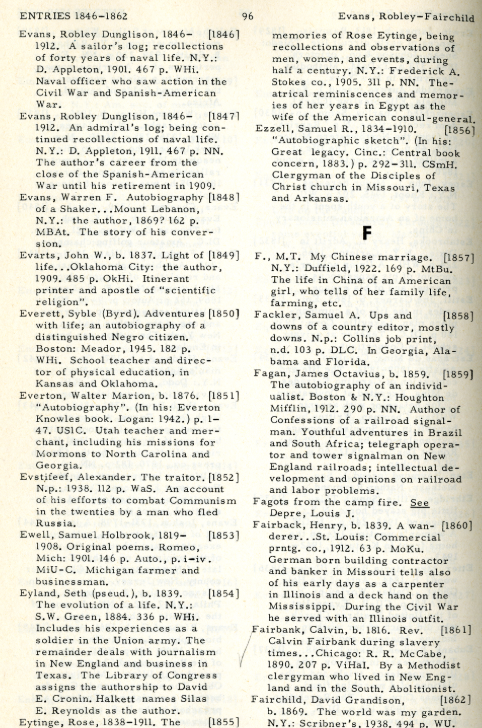 ENTRIES 1846–1862 96 Evans, Robley–Fairchild
Evans, Robley Dunglison, 1846– [1846]
1912. A sailor's log; recollections
of forty years of naval life. N.Y.:
D. Appleton, 1901. 467 p. WHi.
Naval officer who saw action in the
Civil War and Spanish-American
War.
Evans, Robley Dunglison, 1846– [1847]
1912. An admiral's log; being con-
tinued recollections of naval life.
N.Y.: D. Appleton, 1911. 467 p. NN.
The author's career from the
close of the Spanish-American
War until his retirement in 1909.
Evans, Warren F. Autobiography [1848]
of a Shaker...Mount Lebanon,
N.Y.: the author, 1869? 162 p.
MBAt. The story of his conver-
sion.
Evarts, John W., b. 1837. Light of [1849]
life...Oklahoma City: the author,
1909. 485 p. OkHi. Itinerant
printer and apostle of "scientific
religion".
Everett, Syble (Byrd). Adventures [1850]
with life; an autobiography of a
distinguished Negro citizen.
Boston: Meador, 1945. 182 p.
WHi. School teacher and direc-
tor of physical education, in
Kansas and Oklahoma.
Everton, Walter Marion, b. 1876. [1851]
"Autobiography". (In his: Everton
Knowles book. Logan: 1942.) p. 1–
47. USlC. Utah teacher and mer-
chant, including his missions for
Mormons to North Carolina and
Georgia.
Evstifeef, Alexander. The traitor. [1852]
N.p.: 1938. 112 p. WaS. An account
of his efforts to combat Communism
in the twenties by a man who fled
Russia.
Ewell, Samuel Holbrook, 1819– [1853]
1908. Original poems. Romeo,
Mich: 1901. 146 p. Auto., p. i–iv.
MiU-C. Michigan farmer and
businessman.
Eyland, Seth (pseud.), b. 1839. [1854]
The evolution of a life. N.Y.:
S.W. Green, 1884. 336 p. WHi.
Includes his experiences as a
soldier in the Union army. The
remainder deals with journalism
in New England and business in
Texas. The Library of Congress
assigns the authorship to David
E. Cronin. Halkett names Silas
E. Reynolds as the author.
Eytinge, Rose, 1838–1911. The [1855]
memories of Rose Eytinge, being
recollections and observations of
men, women, and events, during
half a century. N.Y.: Frederick A.
Stokes co., 1905. 311 p. NN. The-
atrical reminiscences and memor-
ies of her years in Egypt as the
wife of the American consul-general.
Ezzell, Samuel R., 1834–1910. [1856]
"Autobiographic sketch". (In his:
Great legacy. Cinc.: Central book
concern, 1883.) p. 292–311. CSmH.
Clergyman of the Disciples of
Christ church in Missouri, Texas
and Arkansas.
F
F., M.T. My Chinese marriage. [1857]
N.Y.: Duffield, 1922. 169 p. MtBu.
The life in China of an American
girl, who tells of her family life,
farming, etc.
Fackler, Samuel A. Ups and [1858]
downs of a country editor, mostly
downs. N.p.: Collins job print,
n.d. 103 p. DLC. In Georgia, Ala-
bama and Florida.
Fagan, James Octavius, b. 1859. [1859]
The autobiography of an individ-
ualist. Boston & N.Y.: Houghton
Mifflin, 1912. 290 p. NN. Author of
Confessions of a railroad signal-
man. Youthful adventures in Brazil
and South Africa; telegraph opera-
tor and tower signalman on New
England railroads; intellectual de-
velopment and opinions on railroad
and labor problems.
Fagots from the camp fire. See
Depre, Louis J.
Fairback, Henry, b. 1839. A wan- [1860]
derer...St. Louis: Commercial
prntg. co., 1912. 63 p. MoKu.
German born building contractor
and banker in Missouri tells also
of his early days as a carpenter
in Illinois and a deck hand on the
Mississippi. During the Civil War
he served with an Illinois outfit.
Fairbank, Calvin, b. 1816. Rev. [1861]
Calvin Fairbank during slavery
times...Chicago: R. R. McCabe,
1890. 207 p. ViHaI. By a Methodist
clergyman who lived in New Eng-
land and in the South. Abolitionist.
Fairchild, David Grandison, [1862]
b. 1869. The world was my garden.
N.Y.: Scribner's, 1938. 494 p. WU.